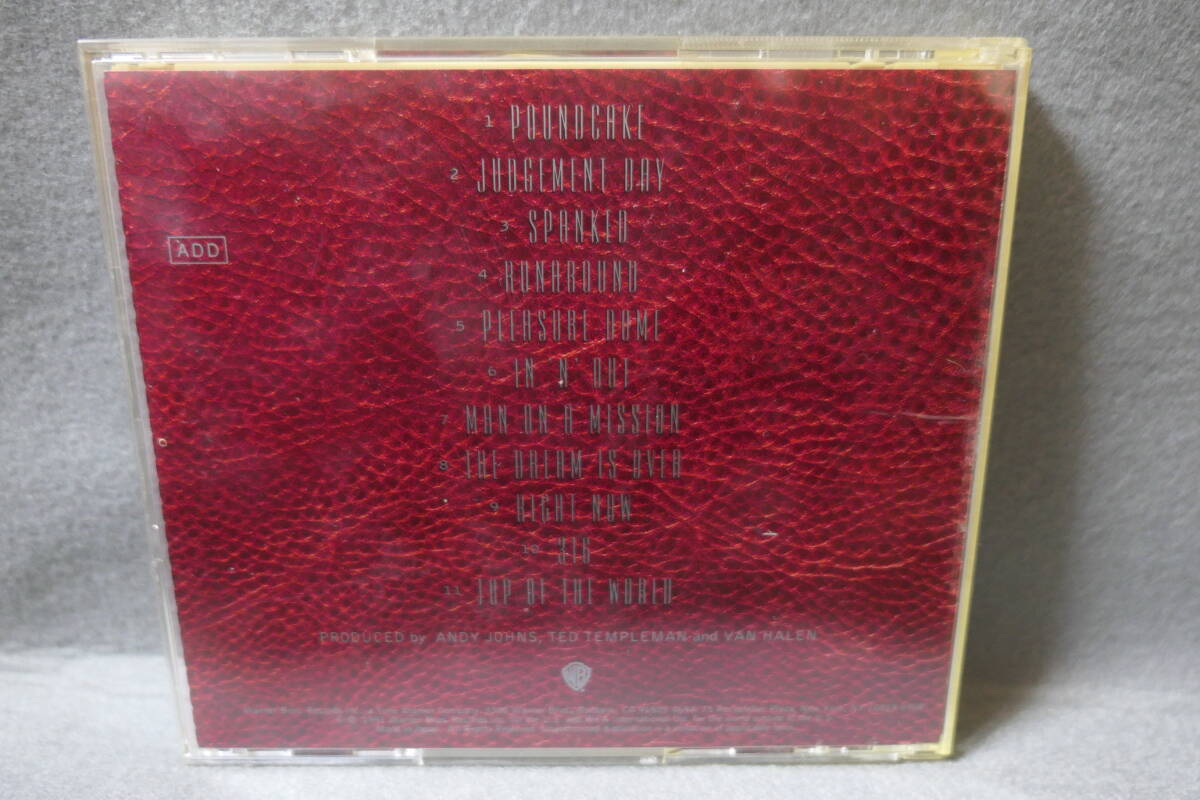 1 POUNDCAKE
2 JUDGEMENT DAY
3 SPANKED
ADD
4 RUNAROUND
5 PLEASURE DOME
6 IN 'N' OUT
7 MAN ON A MISSION
8 THE DREAM IS OVER
9 RIGHT NOW
10 316
11 TOP OF THE WORLD
PRODUCED by ANDY JOHNS, TED TEMPLEMAN and VAN HALEN
WB